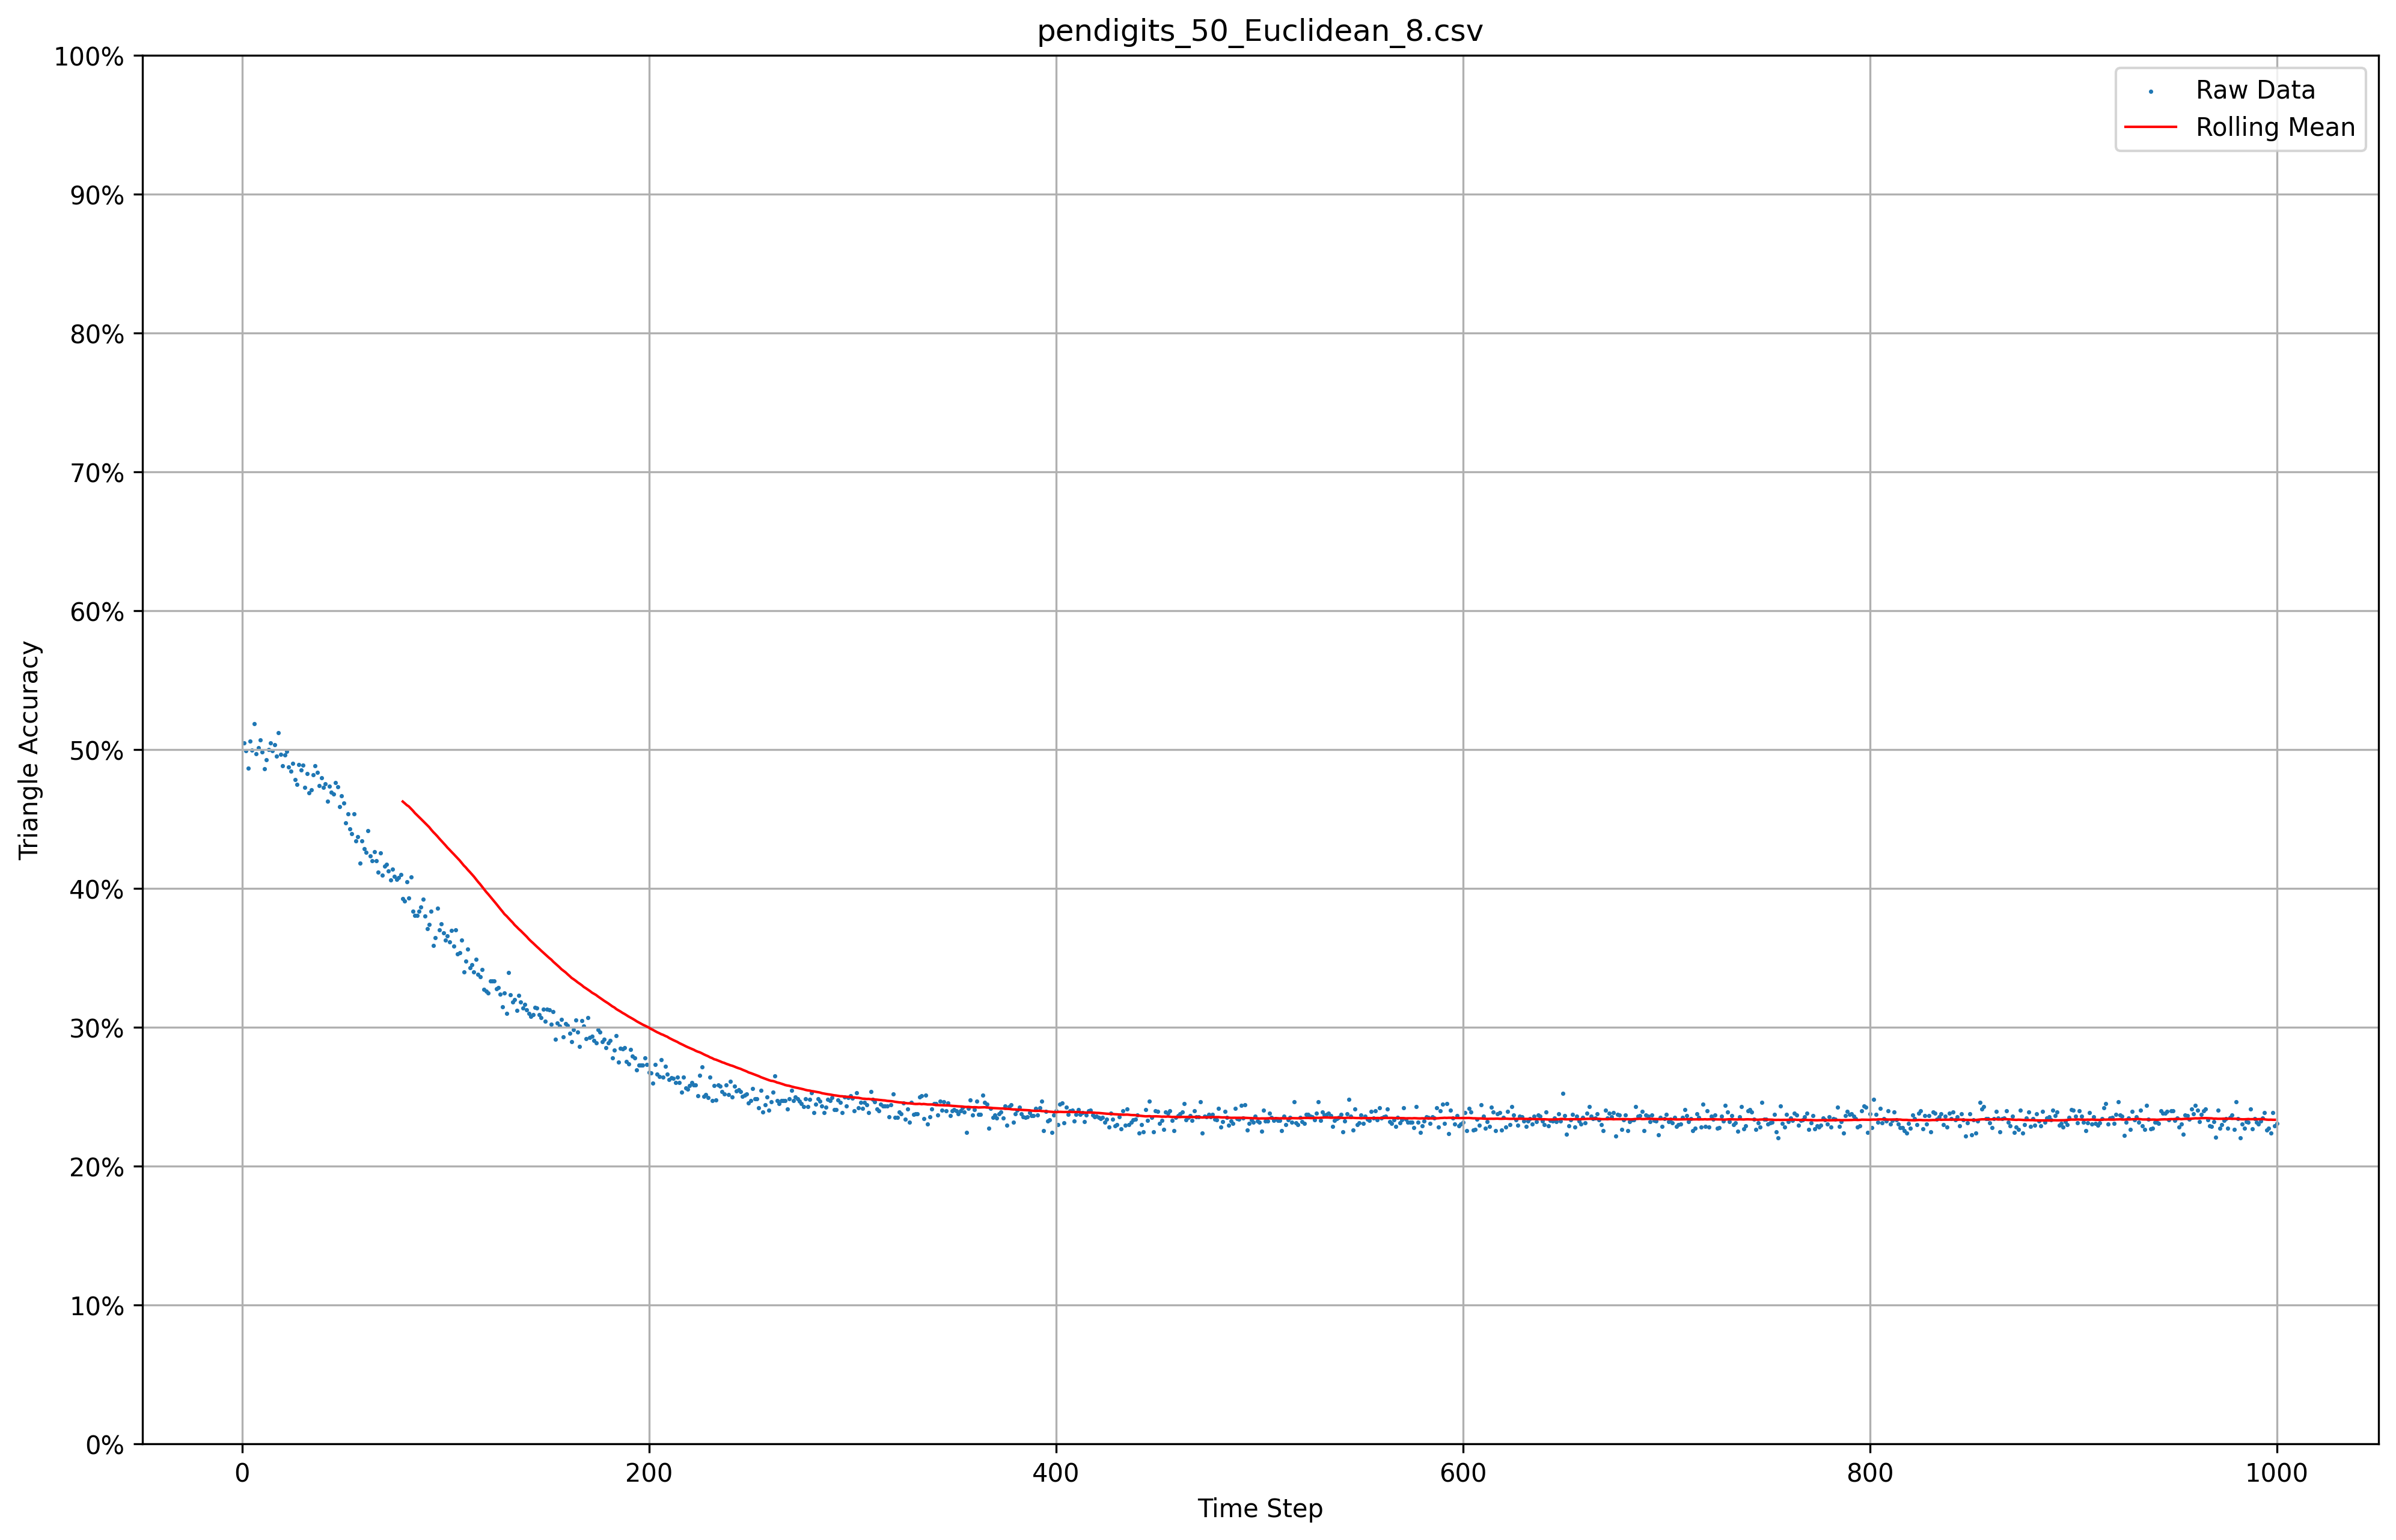 pendigits_50_Euclidean_8.csv
Raw Data
Rolling Mean
Triangle Accuracy
100%
90%
80%
70%
60%
50%
40%
30%
20%
10%
0%
0 200 400 600 800 1000
Time Step